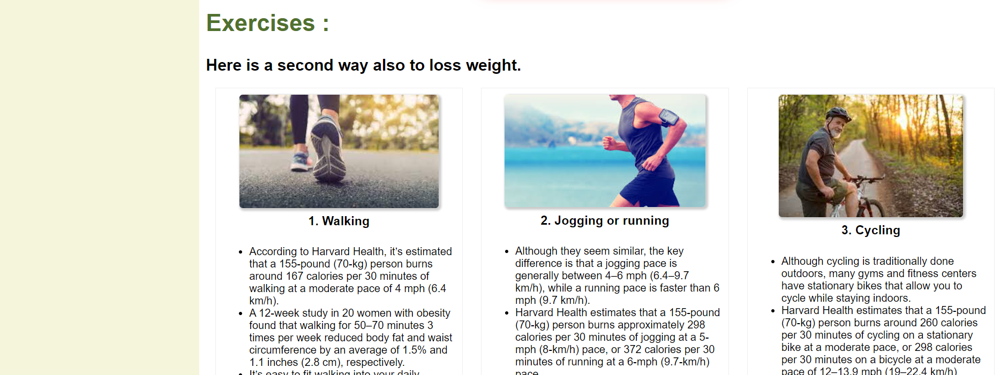 Exercises :
Here is a second way also to loss weight.
1. Walking
According to Harvard Health, it’s estimated
that a 155-pound (70-kg) person burns
around 167 calories per 30 minutes of
walking at a moderate pace of 4 mph (6.4
km/h).
A 12-week study in 20 women with obesity
found that walking for 50–70 minutes 3
times per week reduced body fat and waist
circumference by an average of 1.5% and
1.1 inches (2.8 cm), respectively.
It’s easy to fit walking into your daily
2. Jogging or running
Although they seem similar, the key
difference is that a jogging pace is
generally between 4–6 mph (6.4–9.7
km/h), while a running pace is faster than 6
mph (9.7 km/h).
Harvard Health estimates that a 155-pound
(70-kg) person burns approximately 298
calories per 30 minutes of jogging at a 5-
mph (8-km/h) pace, or 372 calories per 30
minutes of running at a 6-mph (9.7-km/h)
pace.
3. Cycling
Although cycling is traditionally done
outdoors, many gyms and fitness centers
have stationary bikes that allow you to
cycle while staying indoors.
Harvard Health estimates that a 155-pound
(70-kg) person burns around 260 calories
per 30 minutes of cycling on a stationary
bike at a moderate pace, or 298 calories
per 30 minutes on a bicycle at a moderate
pace of 12–13.9 mph (19–22.4 km/h)